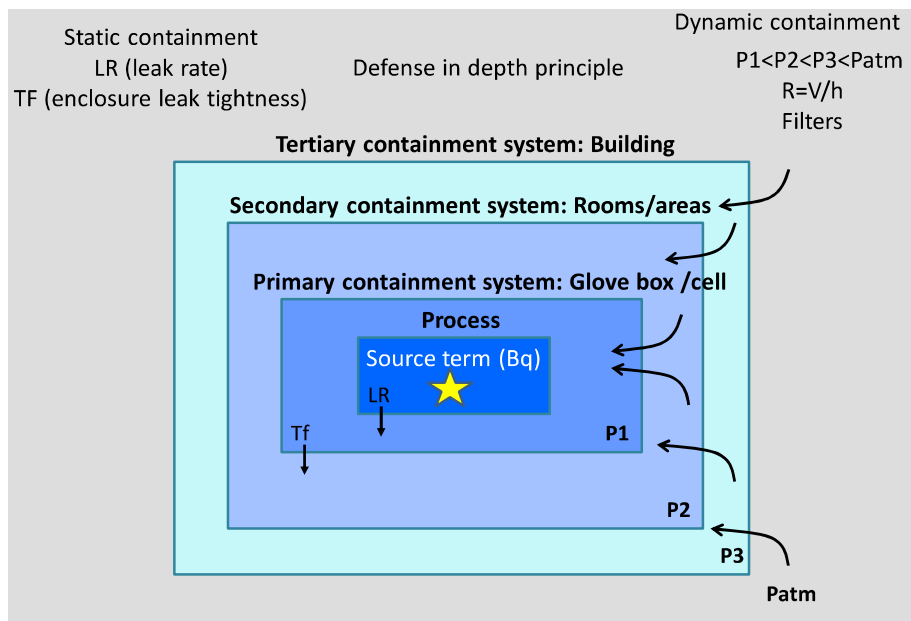 Static containment
LR (leak rate)
TF (enclosure leak tightness)
Defense in depth principle
Dynamic containment
P1<P2<P3<Patm
R=V/h
Filters
Tertiary containment system: Building
Secondary containment system: Rooms/areas
Primary containment system: Glove box /cell
Process
Source term (Bq)
LR
Tf
P1
P2
P3
Patm